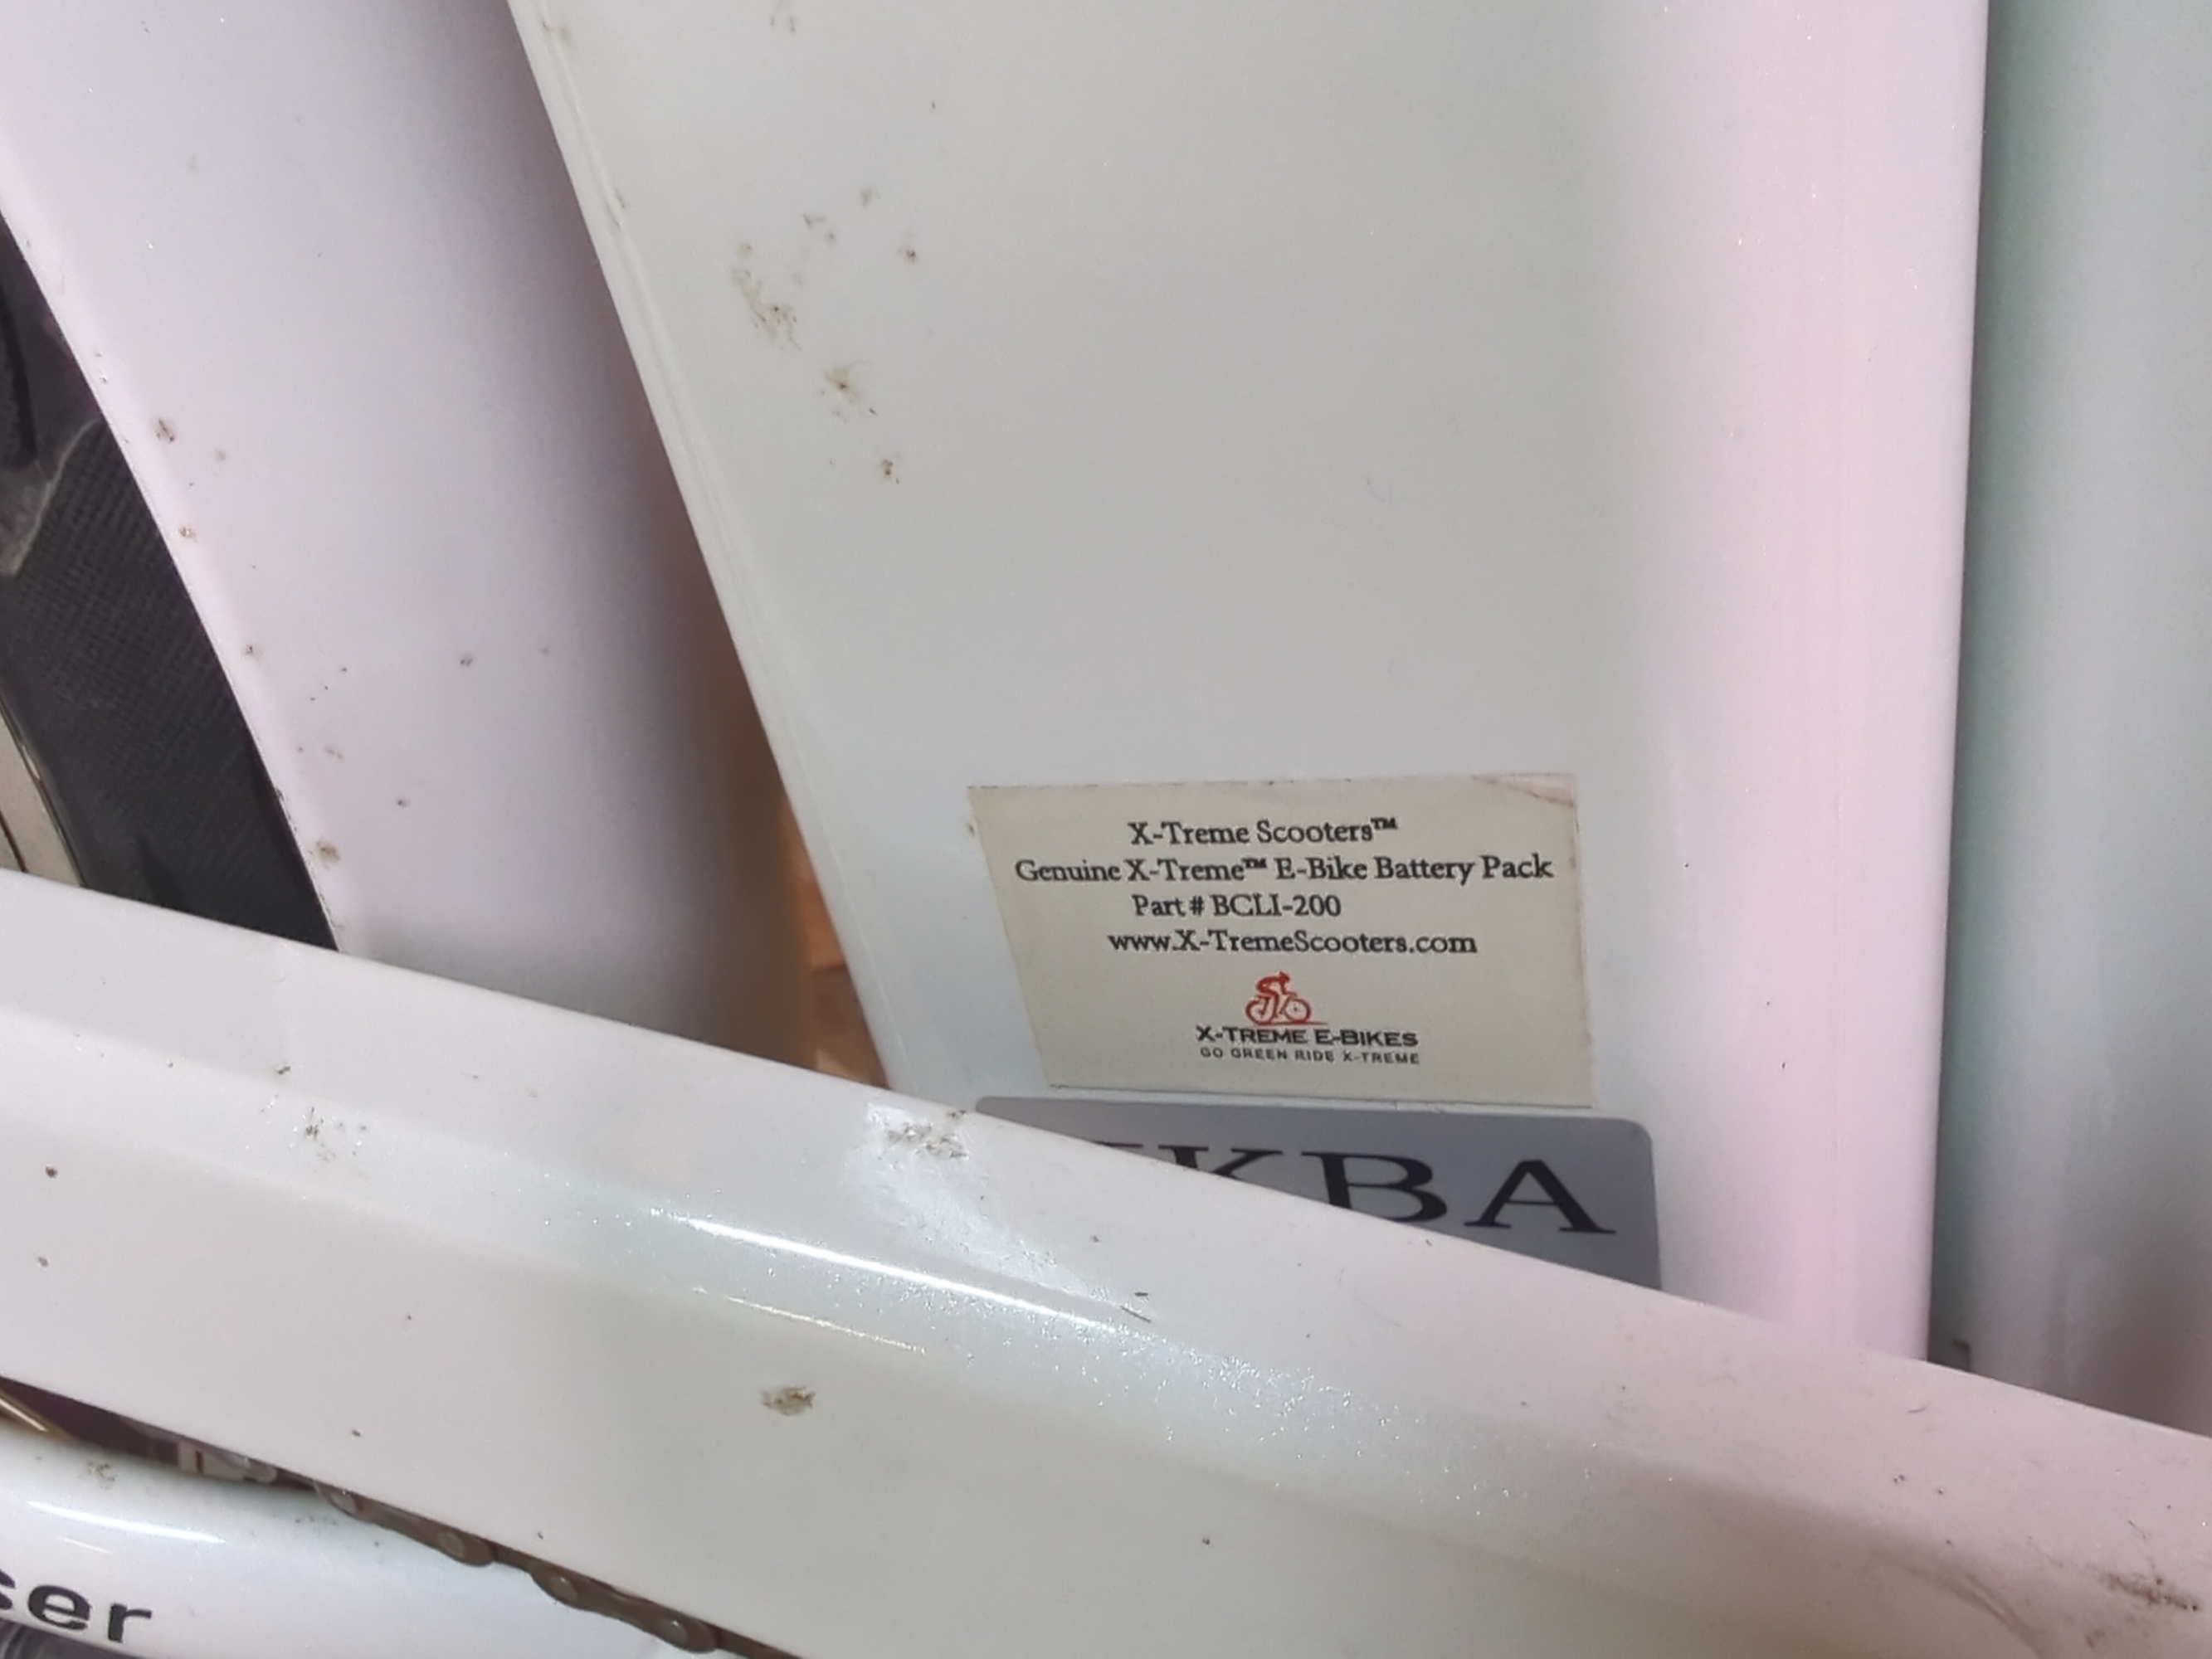 X-Treme Scooters™
Genuine X-Treme™ E-Bike Battery Pack
Part # BCLI-200
www.X-TremeScooters.com
X-TREME E-BIKES
GO GREEN RIDE X-TREME
KBA
ser